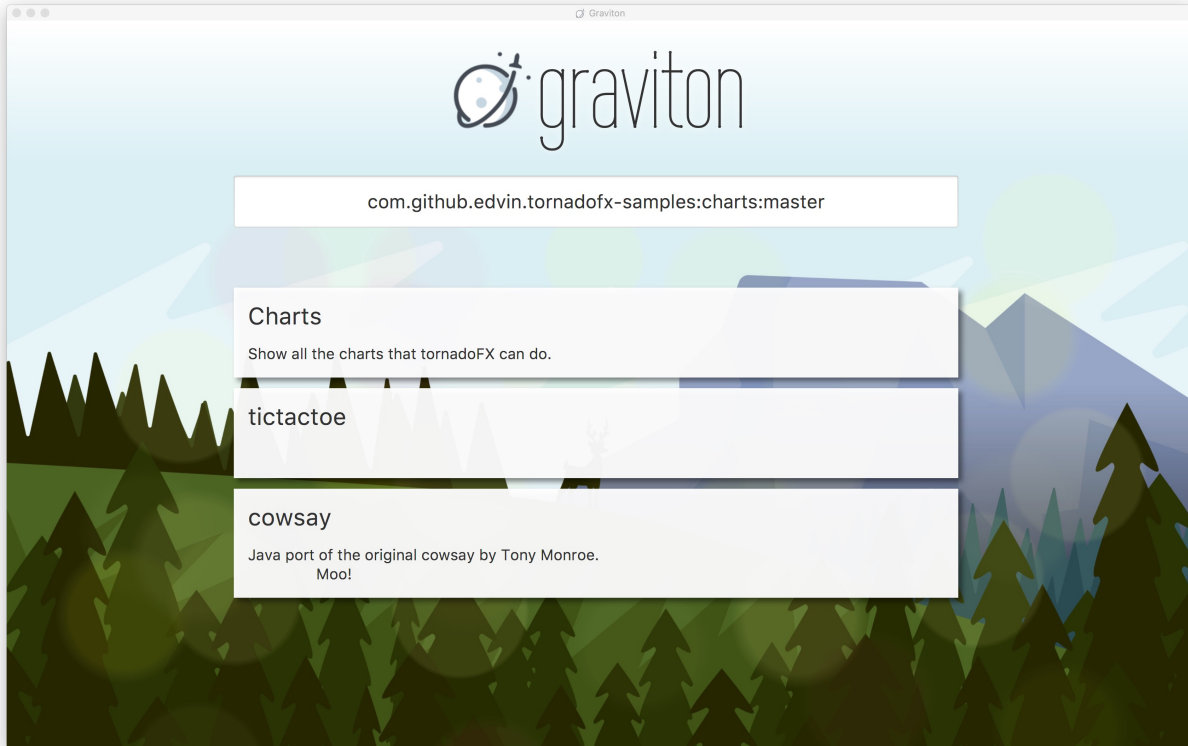 Graviton
graviton
com.github.edvin.tornadofx-samples:charts:master
Charts
Show all the charts that tornadoFX can do.
tictactoe
cowsay
Java port of the original cowsay by Tony Monroe.
Moo!